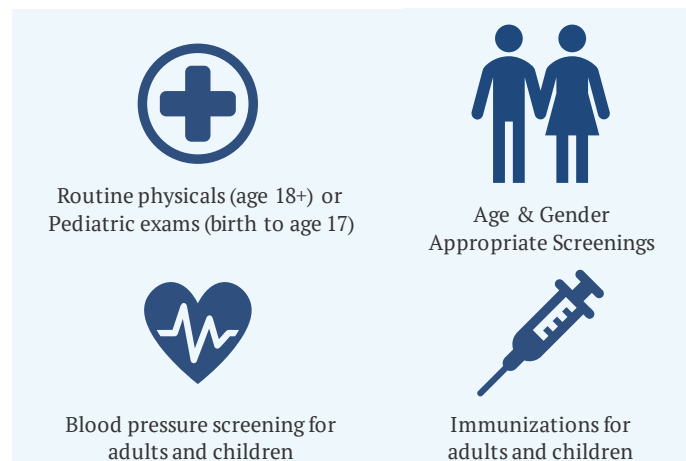 Routine physicals (age 18+) or
Pediatric exams (birth to age 17)
Age & Gender
Appropriate Screenings
Blood pressure screening for
adults and children
Immunizations for
adults and children